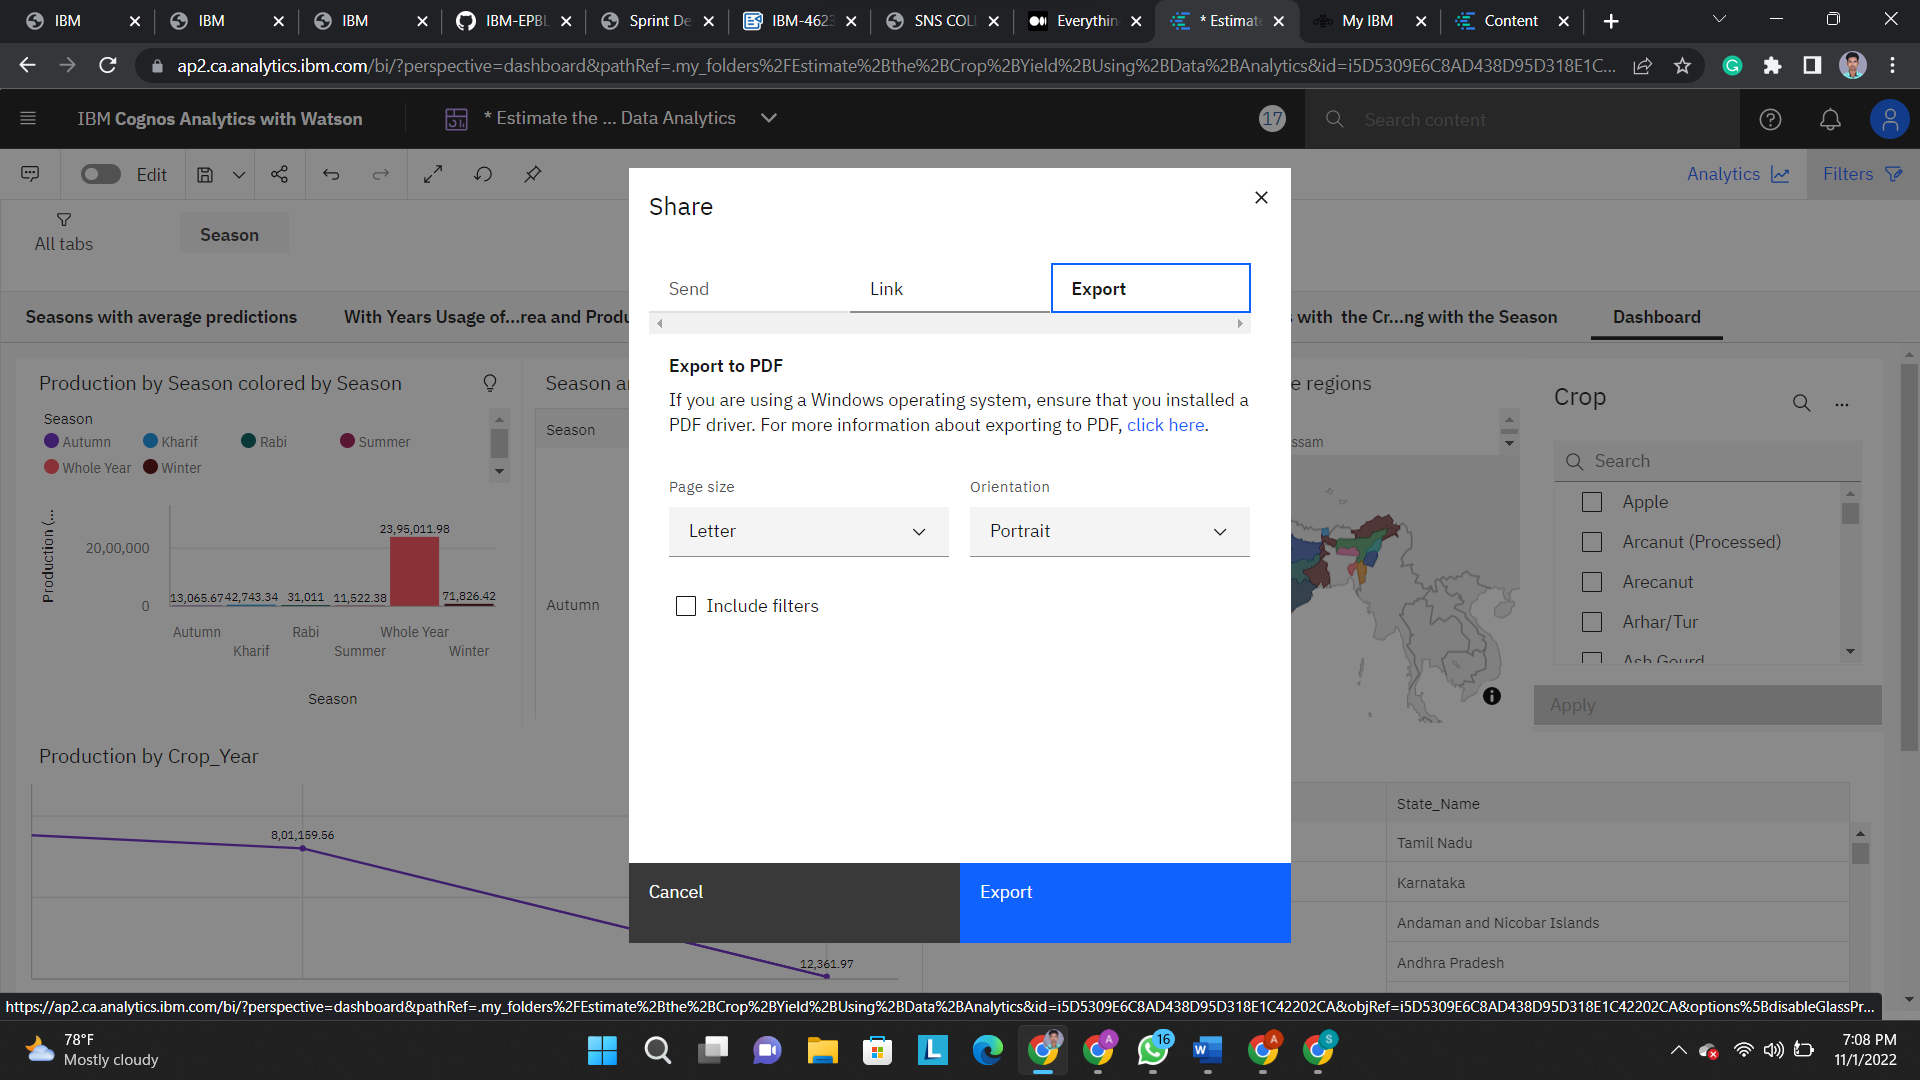 IBM
IBM
IBM
IBM-EPBL
Sprint De
IBM-4623
SNS COLL
Everythin
* Estimate
My IBM
Content
ap2.ca.analytics.ibm.com/bi/?perspective=dashboard&pathRef=.my_folders%2FEstimate%2Bthe%2BCrop%2BYield%2BUsing%2BData%2BAnalytics&id=i5D5309E6C8AD438D95D318E1C...
IBM Cognos Analytics with Watson
* Estimate the ... Data Analytics
17
Search content
Edit
Analytics
Filters
All tabs
Season
Seasons with average predictions
With Years Usage of...rea and Produ
with the Cr...ng with the Season
Dashboard
Share
Send
Link
Export
Export to PDF
If you are using a Windows operating system, ensure that you installed a
PDF driver. For more information about exporting to PDF, click here.
Page size
Orientation
Letter
Portrait
Include filters
Cancel
Export
Production by Season colored by Season
Season
Autumn
Kharif
Rabi
Summer
Whole Year
Winter
Production (...
20,00,000
0
13,065.67
42,743.34
31,011
11,522.38
23,95,011.98
71,826.42
Autumn
Kharif
Rabi
Summer
Whole Year
Winter
Season
Season
Autumn
regions
ssam
Crop
Search
Apple
Arcanut (Processed)
Arecanut
Arhar/Tur
Ash Gourd
Apply
Production by Crop_Year
8,01,159.56
12,361.97
State_Name
Tamil Nadu
Karnataka
Andaman and Nicobar Islands
Andhra Pradesh
https://ap2.ca.analytics.ibm.com/bi/?perspective=dashboard&pathRef=.my_folders%2FEstimate%2Bthe%2BCrop%2BYield%2BUsing%2BData%2BAnalytics&id=i5D5309E6C8AD438D95D318E1C42202CA&objRef=i5D5309E6C8AD438D95D318E1C42202CA&options%5BdisableGlassPr...
78°F
Mostly cloudy
L
A
16
W
A
S
7:08 PM
11/1/2022